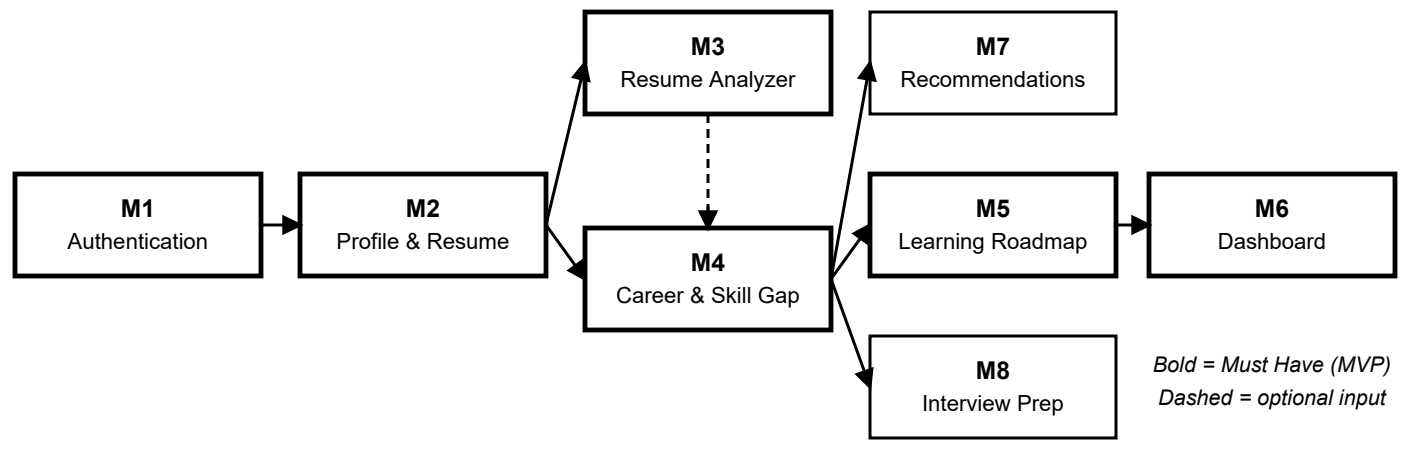 M3
Resume Analyzer
M7
Recommendations
M1
Authentication
M2
Profile & Resume
M4
Career & Skill Gap
M5
Learning Roadmap
M6
Dashboard
M8
Interview Prep
Bold = Must Have (MVP)
Dashed = optional input